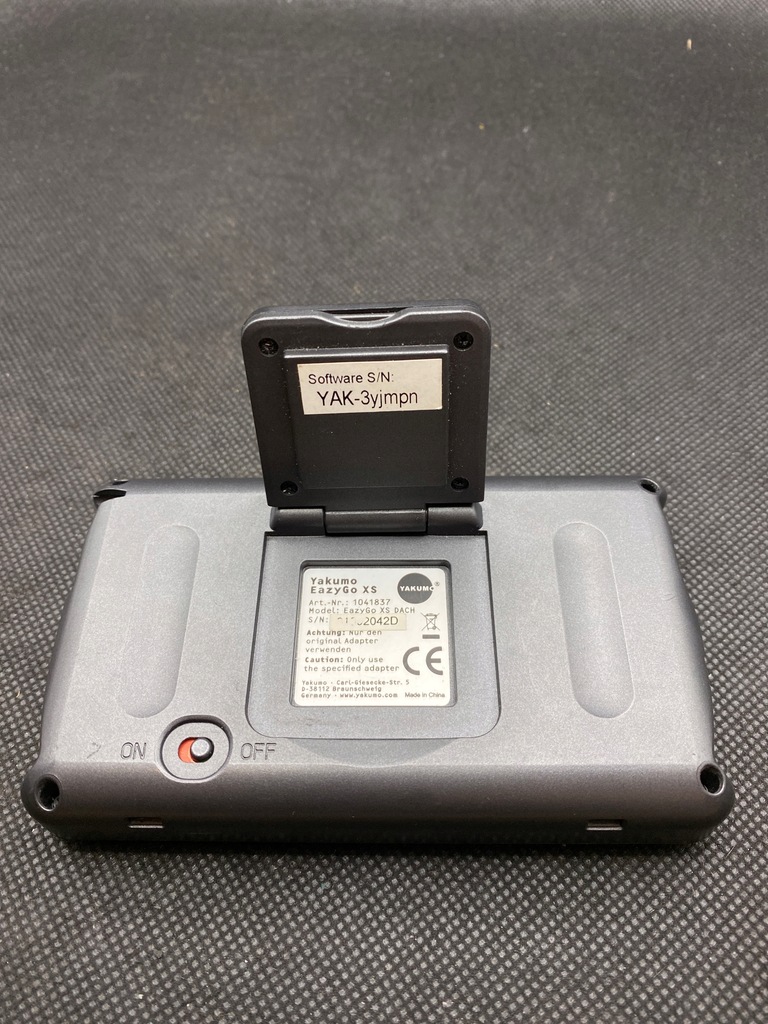 Software S/N:
YAK-3yjmpn
Yakumo
EazyGo XS
YAKUMO®
Art.-Nr.: 1041837
Model: EazyGo XS DACH
S/N: 2042D
Achtung: Nur den
original Adapter
verwenden
Caution: Only use
the specified adapter
CE
Yakumo · Carl-Giesecke-Str. 5
D-38112 Braunschweig
Germany · www.yakumo.com Made in China
ON OFF